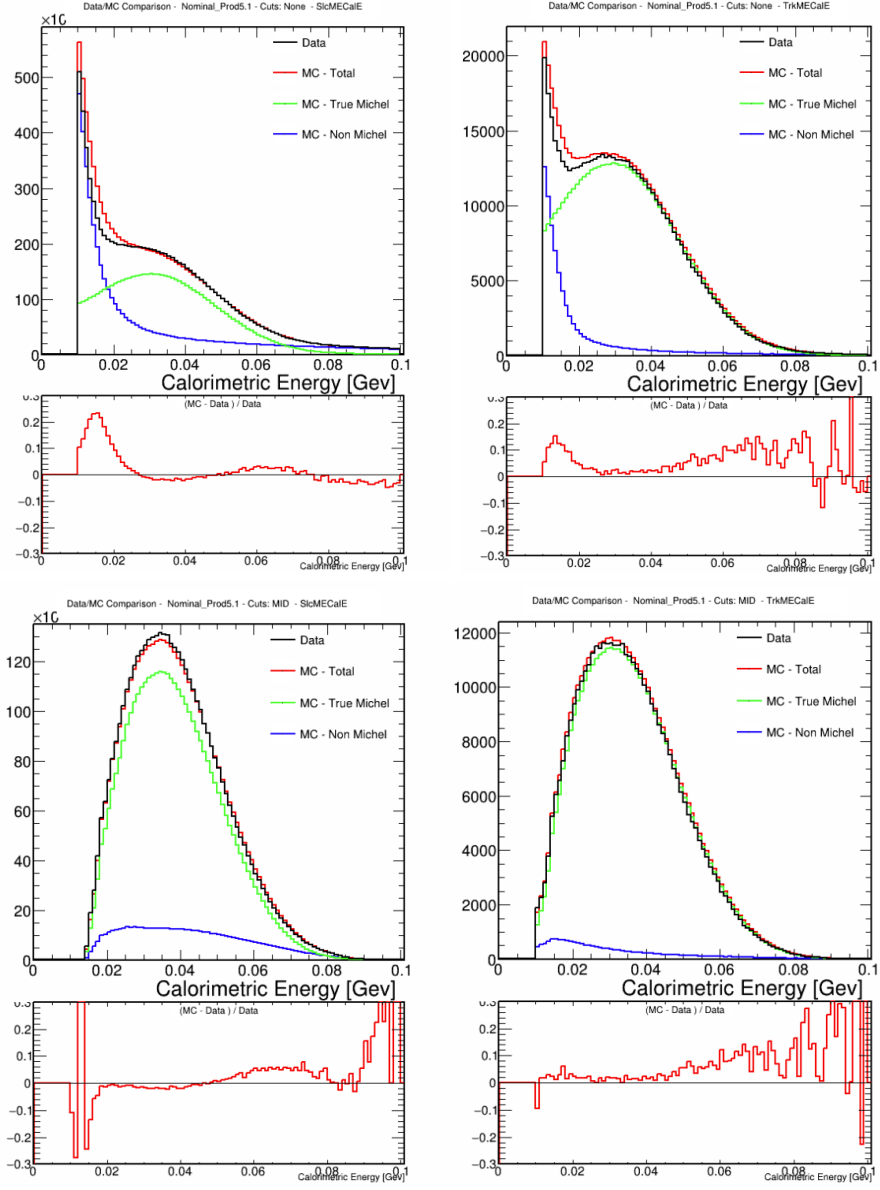 Data/MC Comparison - Nominal_Prod5.1 - Cuts: None - SlcMECalE
×10
500
400
300
200
100
0
Data
MC - Total
MC - True Michel
MC - Non Michel
0 0.02 0.04 0.06 0.08 0.1
Calorimetric Energy [Gev]
(MC - Data ) / Data
0.3
0.2
0.1
0
−0.1
−0.2
−0.3
0 0.02 0.04 0.06 0.08 0.1
Calorimetric Energy [Gev]
Data/MC Comparison - Nominal_Prod5.1 - Cuts: None - TrkMECalE
20000
15000
10000
5000
0
Data
MC - Total
MC - True Michel
MC - Non Michel
0 0.02 0.04 0.06 0.08 0.1
Calorimetric Energy [Gev]
(MC - Data ) / Data
0.3
0.2
0.1
0
−0.1
−0.2
−0.3
0 0.02 0.04 0.06 0.08 0.1
Calorimetric Energy [Gev]
Data/MC Comparison - Nominal_Prod5.1 - Cuts: MID - SlcMECalE
×10
120
100
80
60
40
20
0
Data
MC - Total
MC - True Michel
MC - Non Michel
0 0.02 0.04 0.06 0.08 0.1
Calorimetric Energy [Gev]
(MC - Data ) / Data
0.3
0.2
0.1
0
−0.1
−0.2
−0.3
0 0.02 0.04 0.06 0.08 0.1
Calorimetric Energy [Gev]
Data/MC Comparison - Nominal_Prod5.1 - Cuts: MID - TrkMECalE
12000
10000
8000
6000
4000
2000
0
Data
MC - Total
MC - True Michel
MC - Non Michel
0 0.02 0.04 0.06 0.08 0.1
Calorimetric Energy [Gev]
(MC - Data ) / Data
0.3
0.2
0.1
0
−0.1
−0.2
−0.3
0 0.02 0.04 0.06 0.08 0.1
Calorimetric Energy [Gev]